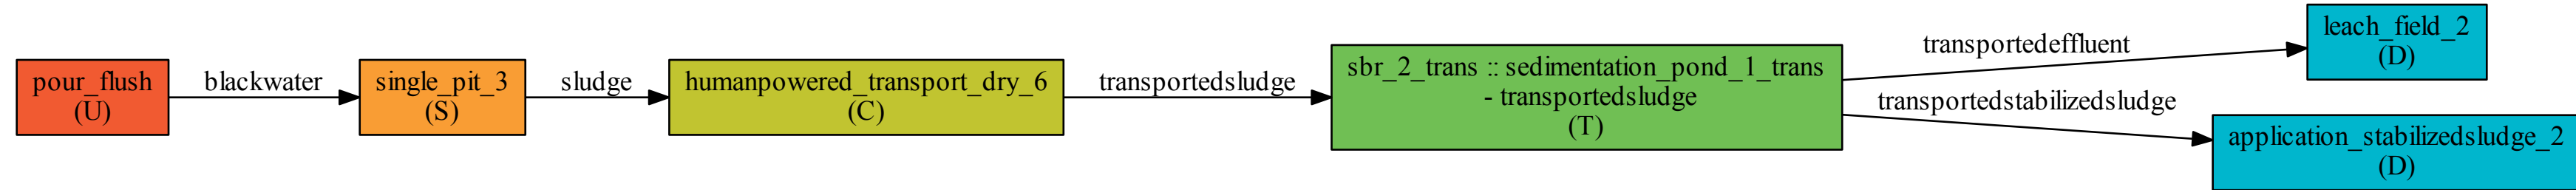 pour_flush
(U)
blackwater
single_pit_3
(S)
sludge
humanpowered_transport_dry_6
(C)
transportedsludge
sbr_2_trans :: sedimentation_pond_1_trans
- transportedsludge
(T)
transportedeffluent
leach_field_2
(D)
transportedstabilizedsludge
application_stabilizedsludge_2
(D)